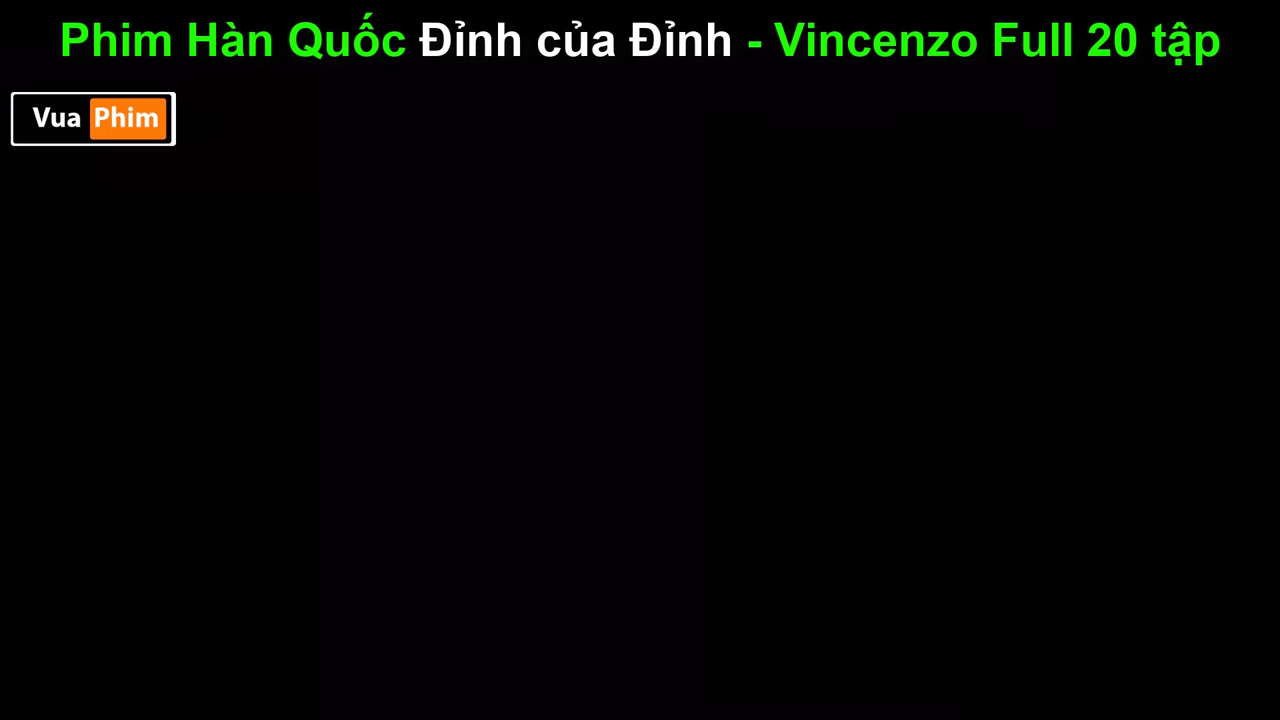 Phim Hàn Quốc Đỉnh của Đỉnh - Vincenzo Full 20 tập
Vua Phim